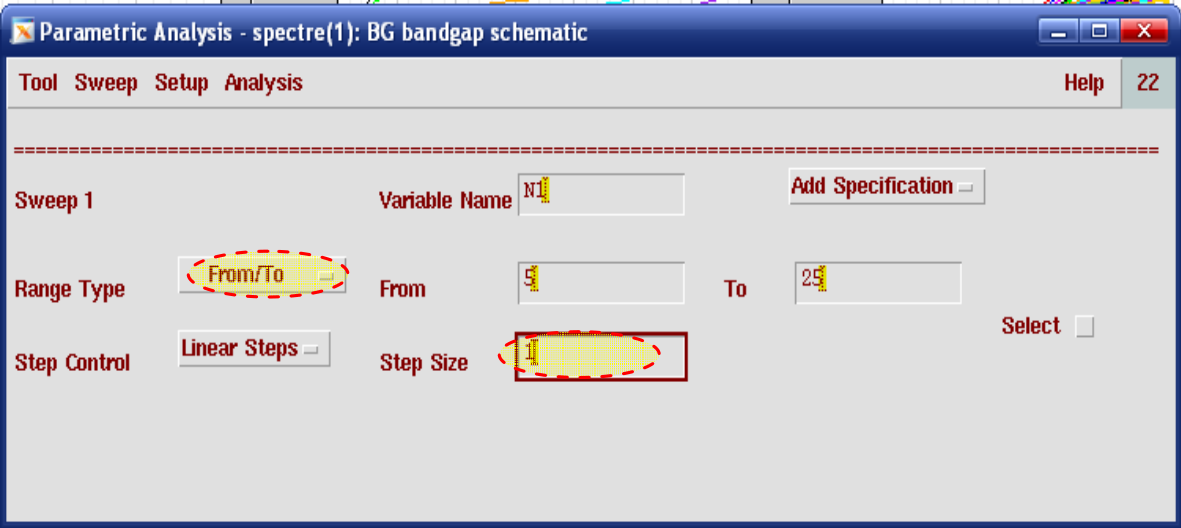 Parametric Analysis - spectre(1): BG bandgap schematic
Tool Sweep Setup Analysis Help 22
================================================================================================
Sweep 1 Variable Name N1 Add Specification
Range Type From/To From 5 To 25
Select
Step Control Linear Steps Step Size 1